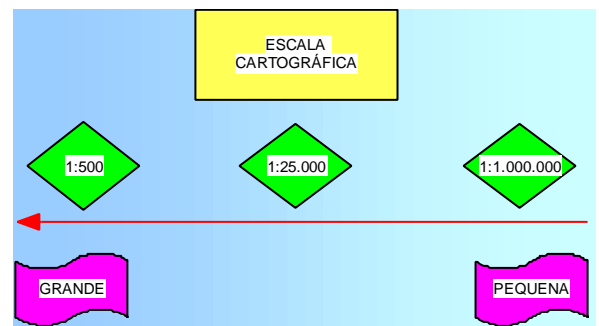 ESCALA
CARTOGRÁFICA
1:500
1:25.000
1:1.000.000
GRANDE
PEQUENA